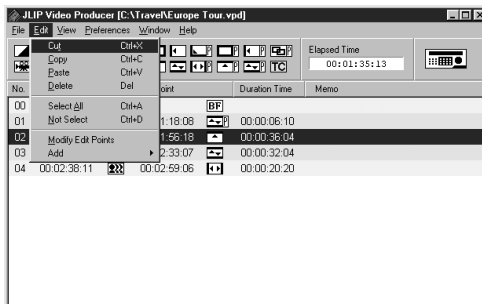 JLIP Video Producer [C:\Travel\Europe Tour.vpd]
File Edit View Preferences Window Help
Cut Ctrl+X
Copy Ctrl+C
Paste Ctrl+V
Delete Del
Select All Ctrl+A
Not Select Ctrl+D
Modify Edit Points
Add
P P P
P P TC
Elapsed Time
00:01:35:13
No. oint Duration Time Memo
00 BF
01 1:18:08 P 00:00:06:10
02 1:56:18 00:00:36:04
03 2:33:07 00:00:32:04
04 00:02:38:11 00:02:59:06 00:00:20:20